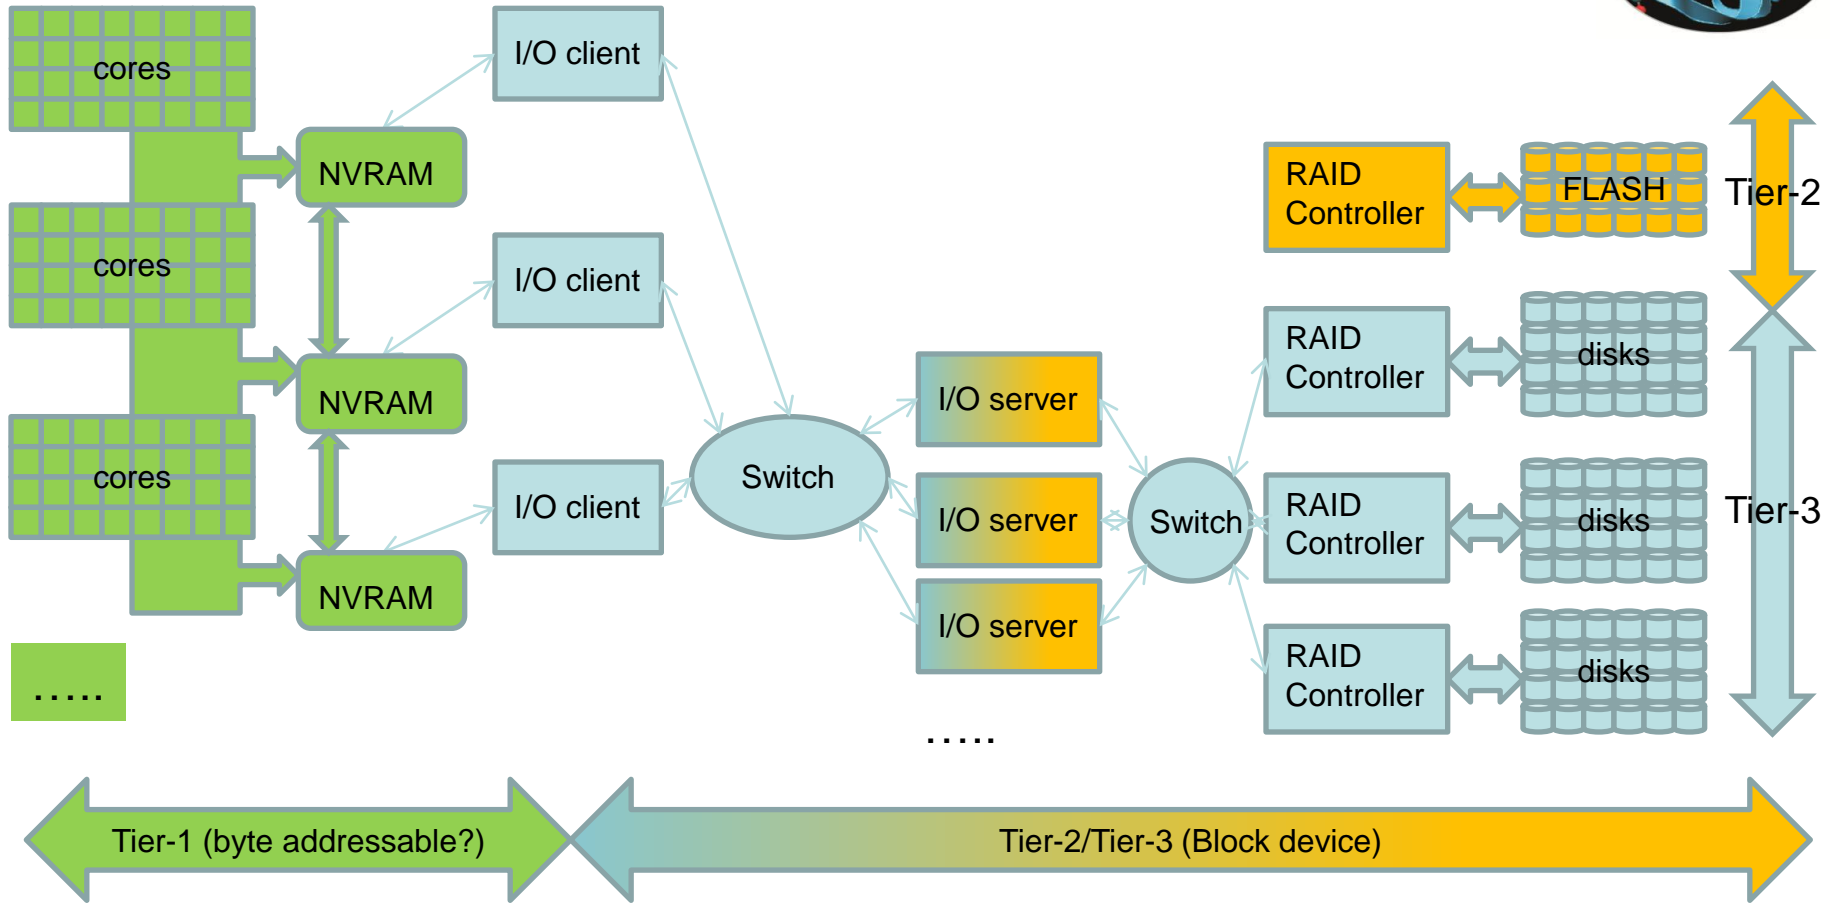 cores
I/O client
NVRAM
RAID
Controller
FLASH
Tier-2
cores
I/O client
NVRAM
RAID
Controller
disks
I/O server
cores
I/O client
Switch
I/O server
Switch
RAID
Controller
disks
Tier-3
NVRAM
I/O server
RAID
Controller
disks
.....
.....
Tier-1 (byte addressable?)
Tier-2/Tier-3 (Block device)